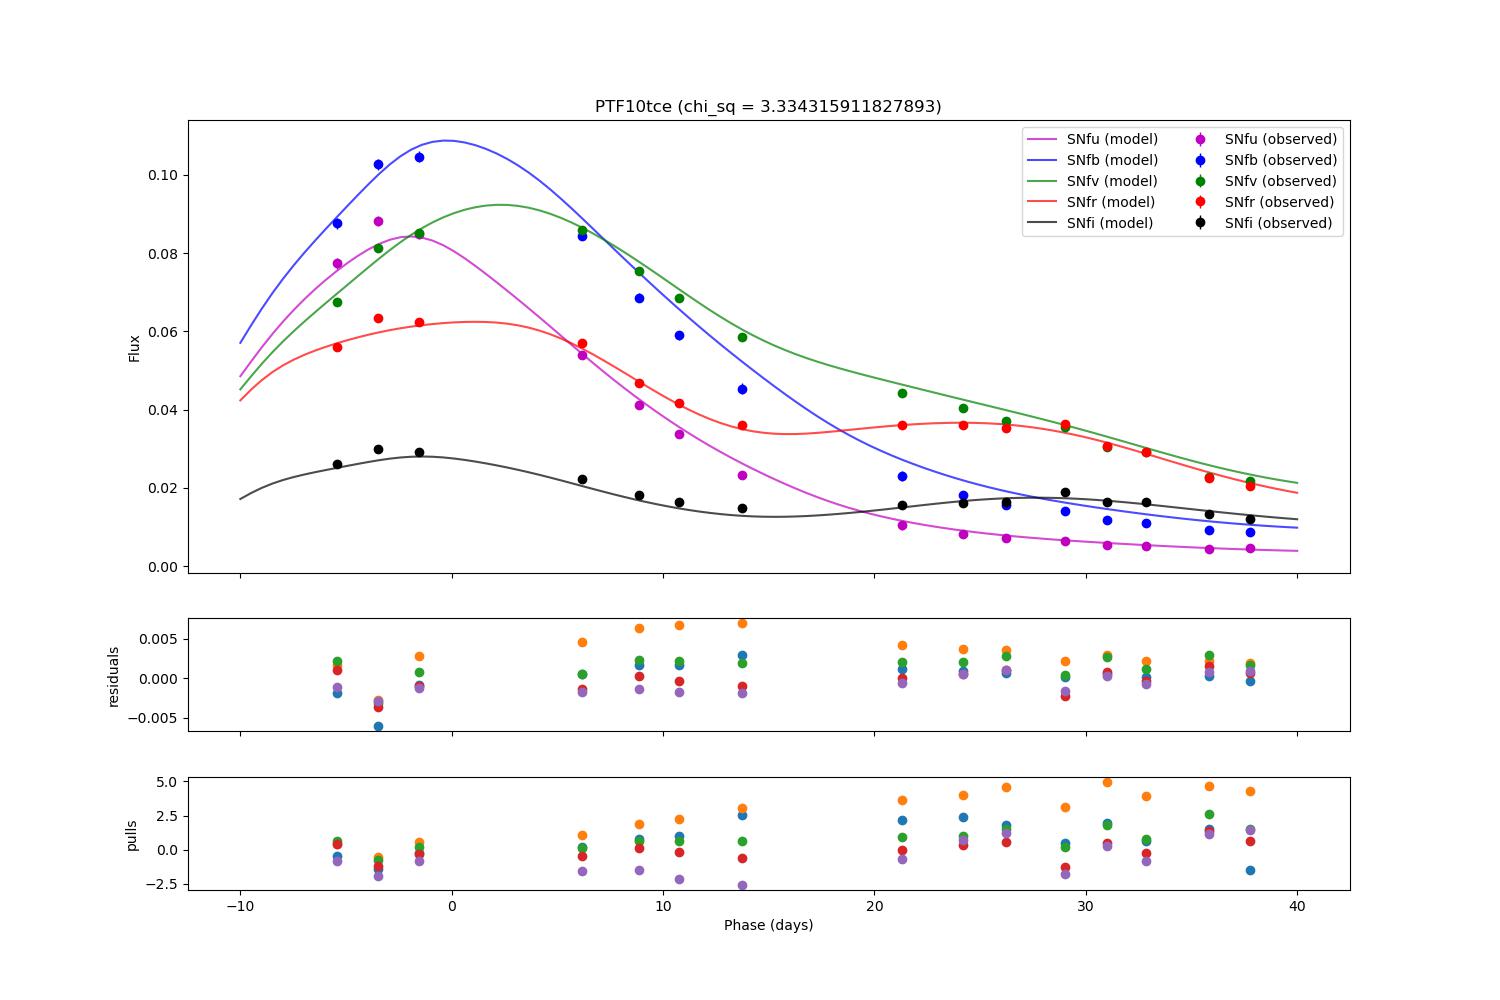 PTF10tce (chi_sq = 3.334315911827893)
SNfu (model) SNfu (observed)
SNfb (model) SNfb (observed)
SNfv (model) SNfv (observed)
SNfr (model) SNfr (observed)
SNfi (model) SNfi (observed)
Flux
0.10
0.08
0.06
0.04
0.02
0.00
residuals
0.005
0.000
−0.005
pulls
5.0
2.5
0.0
−2.5
−10 0 10 20 30 40
Phase (days)